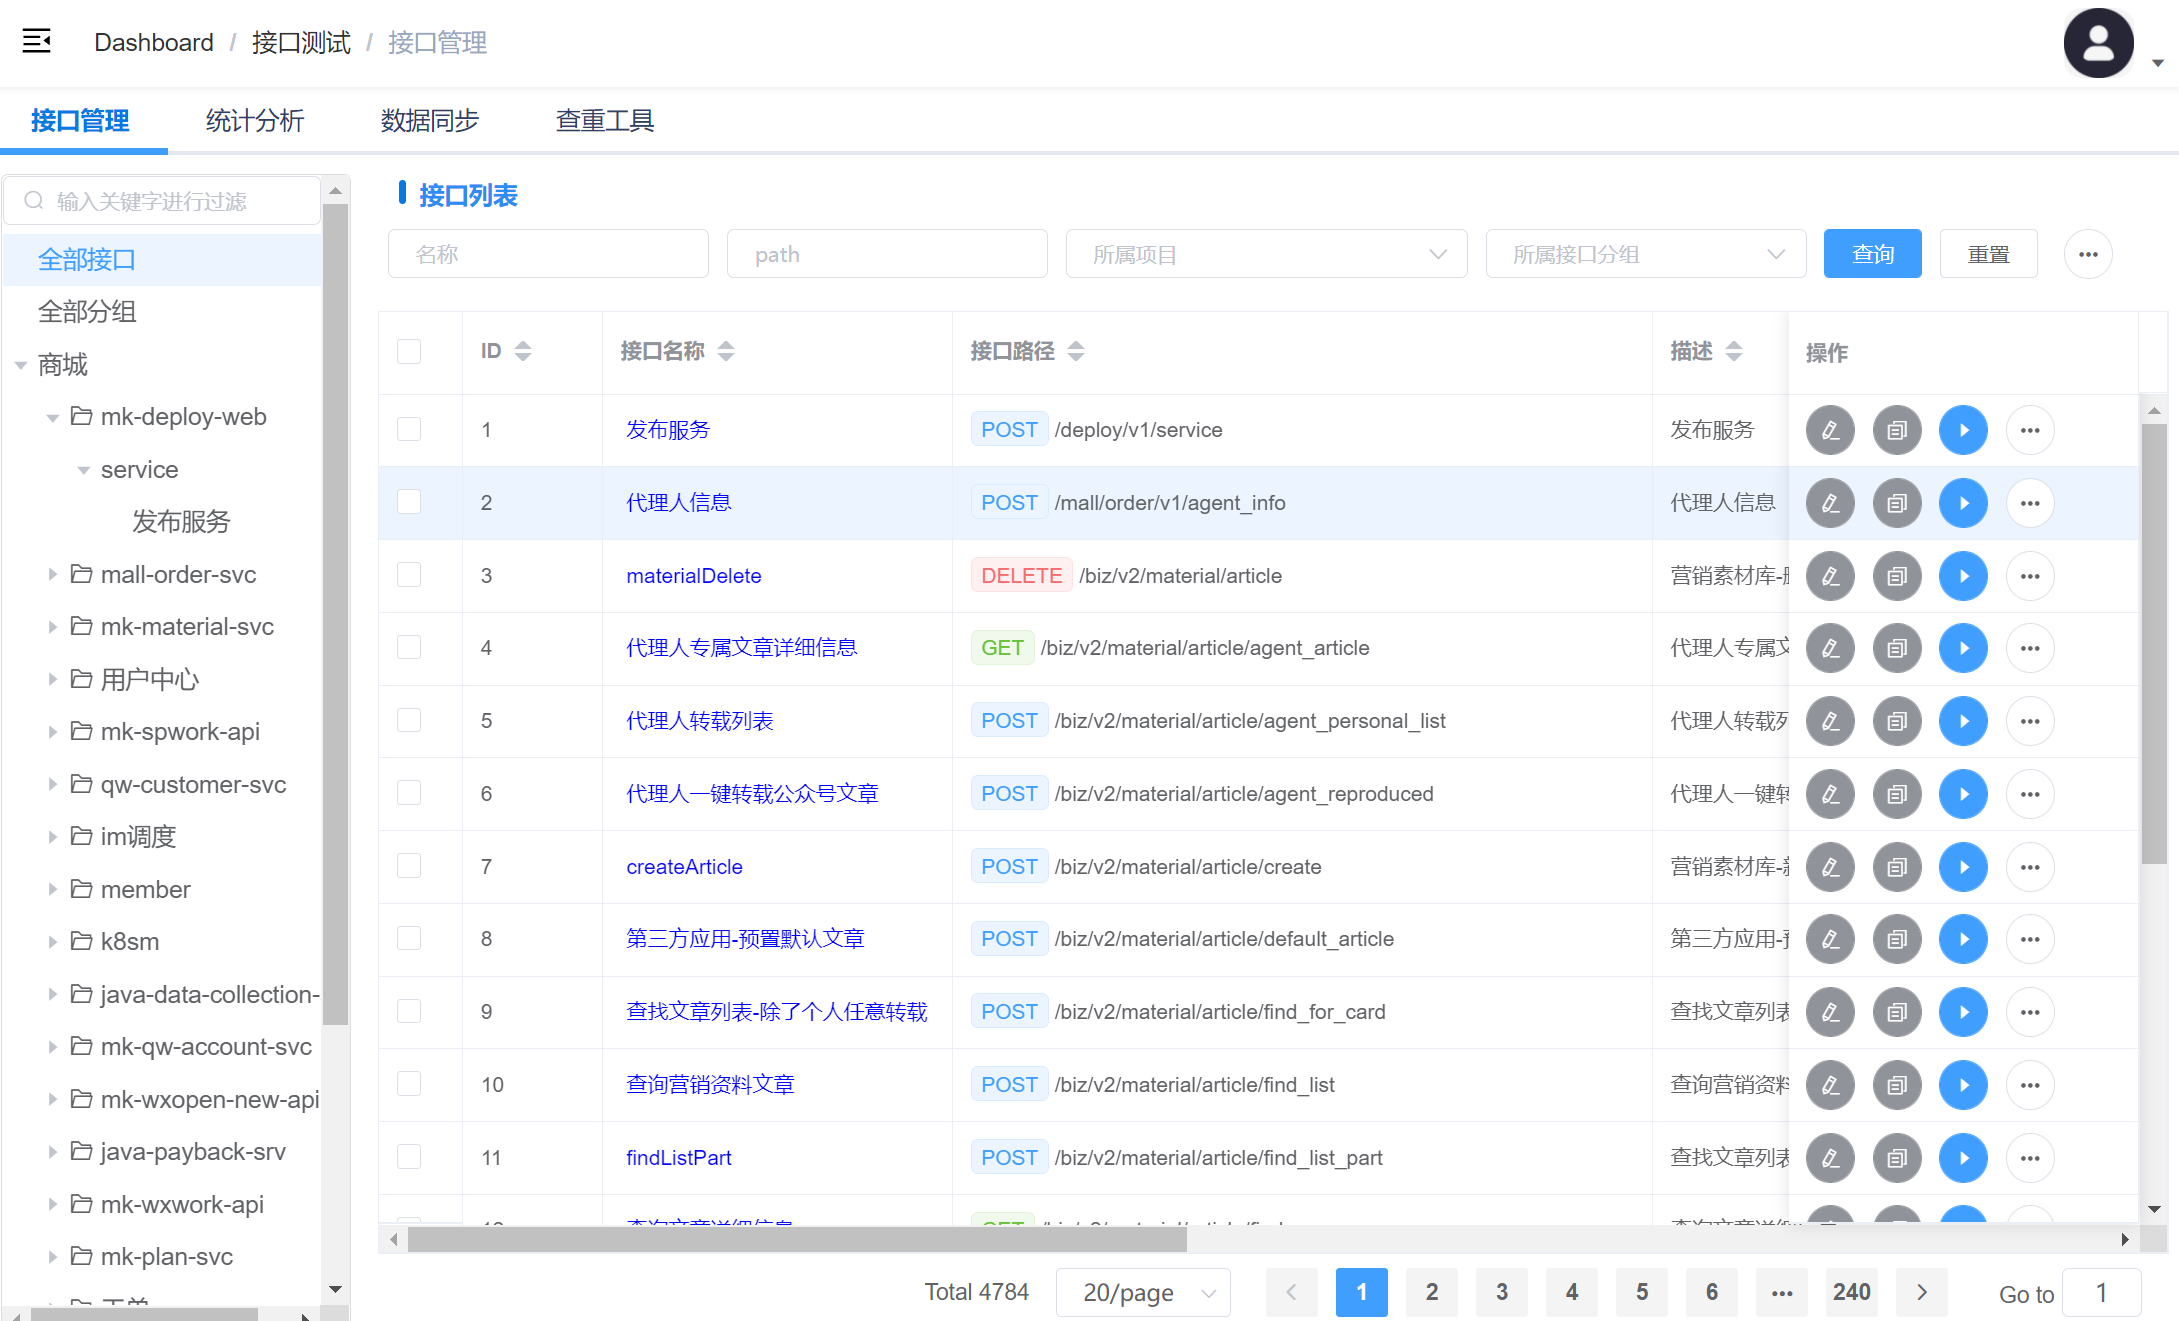 Dashboard / 接口测试 / 接口管理
接口管理 统计分析 数据同步 查重工具
输入关键字进行过滤
全部接口
全部分组
商城
mk-deploy-web
service
发布服务
mall-order-svc
mk-material-svc
用户中心
mk-spwork-api
qw-customer-svc
im调度
member
k8sm
java-data-collection-
mk-qw-account-svc
mk-wxopen-new-api
java-payback-srv
mk-wxwork-api
mk-plan-svc
接口列表
名称 path 所属项目 所属接口分组 查询 重置
ID 接口名称 接口路径 描述 操作
1 发布服务 POST /deploy/v1/service 发布服务
2 代理人信息 POST /mall/order/v1/agent_info 代理人信息
3 materialDelete DELETE /biz/v2/material/article 营销素材库-
4 代理人专属文章详细信息 GET /biz/v2/material/article/agent_article 代理人专属文
5 代理人转载列表 POST /biz/v2/material/article/agent_personal_list 代理人转载列
6 代理人一键转载公众号文章 POST /biz/v2/material/article/agent_reproduced 代理人一键转
7 createArticle POST /biz/v2/material/article/create 营销素材库-
8 第三方应用-预置默认文章 POST /biz/v2/material/article/default_article 第三方应用-
9 查找文章列表-除了个人任意转载 POST /biz/v2/material/article/find_for_card 查找文章列表
10 查询营销资料文章 POST /biz/v2/material/article/find_list 查询营销资料
11 findListPart POST /biz/v2/material/article/find_list_part 查找文章列表
Total 4784 20/page 1 2 3 4 5 6 ••• 240 Go to 1